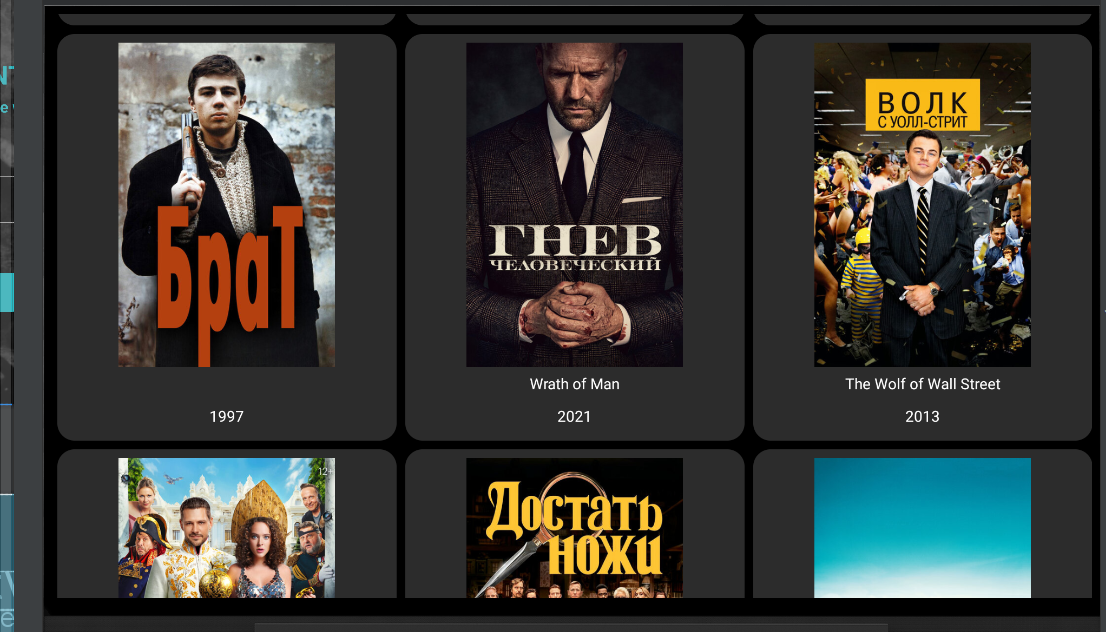 БраТ
1997
ГНЕВ
ЧЕЛОВЕЧЕСКИЙ
Wrath of Man
2021
ВОЛК
С УОЛЛ-СТРИТ
The Wolf of Wall Street
2013
12+
Достать
ножи